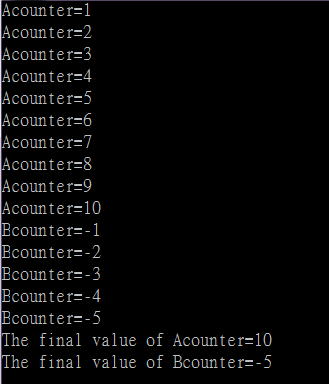 Acounter=1
Acounter=2
Acounter=3
Acounter=4
Acounter=5
Acounter=6
Acounter=7
Acounter=8
Acounter=9
Acounter=10
Bcounter=-1
Bcounter=-2
Bcounter=-3
Bcounter=-4
Bcounter=-5
The final value of Acounter=10
The final value of Bcounter=-5